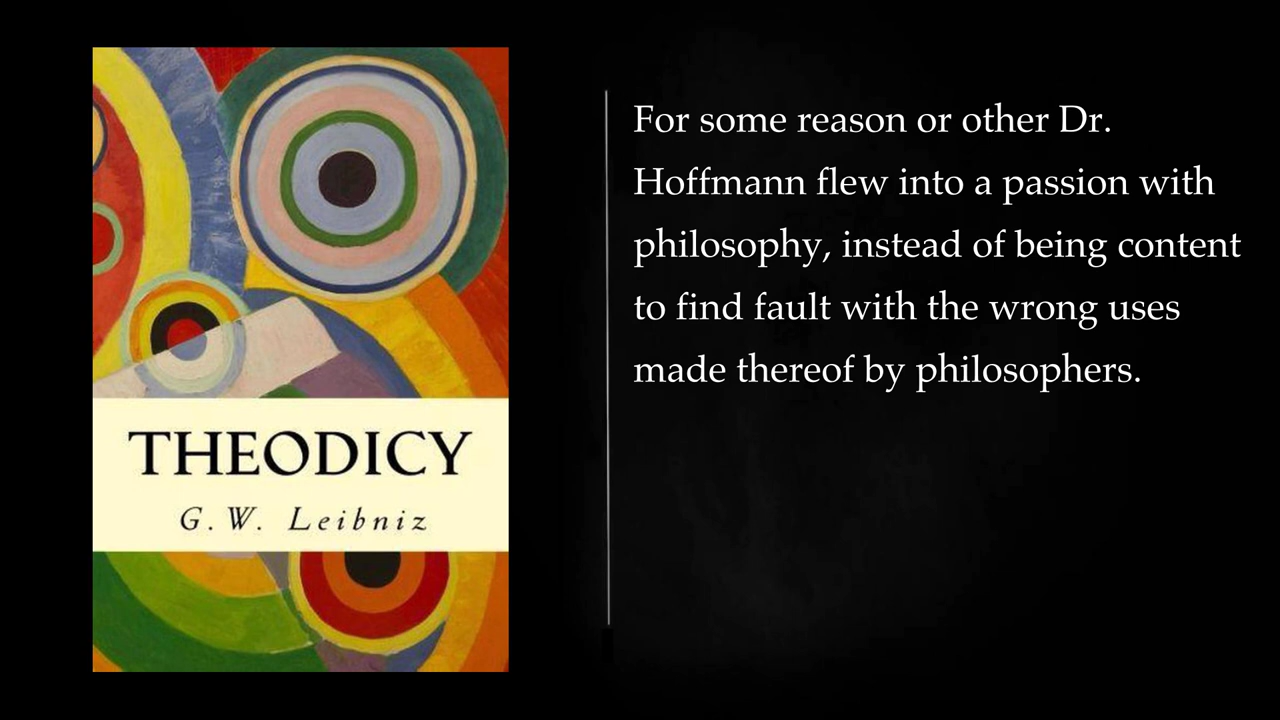 THEODICY
G. W. Leibniz
For some reason or other Dr.
Hoffmann flew into a passion with
philosophy, instead of being content
to find fault with the wrong uses
made thereof by philosophers.